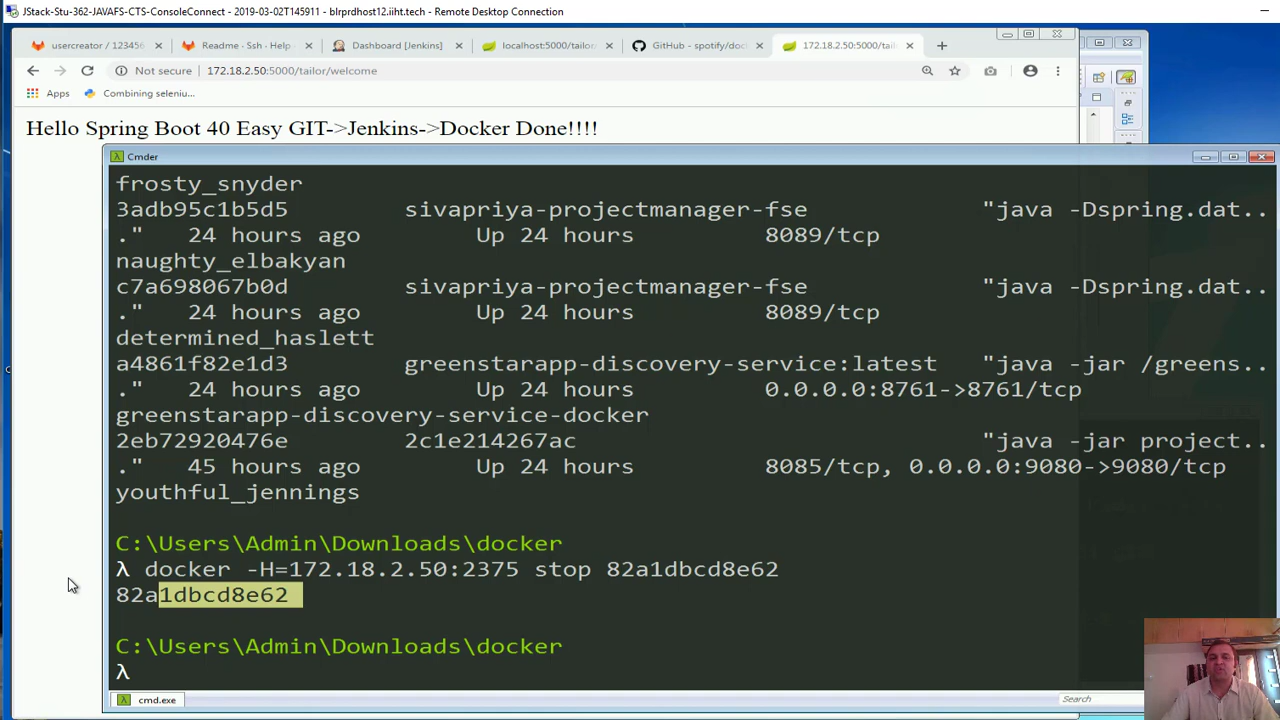 JStack-Stu-362-JAVAFS-CTS-ConsoleConnect - 2019-03-02T145911 - blrprdhost12.iiht.tech - Remote Desktop Connection
usercreator / 123456
Readme - Ssh - Help
Dashboard [Jenkins]
localhost:5000/tailor
GitHub - spotify/doc
172.18.2.50:5000/tail
Not secure
172.18.2.50:5000/tailor/welcome
Apps
Combining seleniu...
Hello Spring Boot 40 Easy GIT->Jenkins->Docker Done!!!!
Cmder
frosty_snyder
3adb95c1b5d5 sivapriya-projectmanager-fse "java -Dspring.dat..
." 24 hours ago Up 24 hours 8089/tcp
naughty_elbakyan
c7a698067b0d sivapriya-projectmanager-fse "java -Dspring.dat..
." 24 hours ago Up 24 hours 8089/tcp
determined_haslett
a4861f82e1d3 greenstarapp-discovery-service:latest "java -jar /greens..
." 24 hours ago Up 24 hours 0.0.0.0:8761->8761/tcp
greenstarapp-discovery-service-docker
2eb72920476e 2c1e214267ac "java -jar project..
." 45 hours ago Up 24 hours 8085/tcp, 0.0.0.0:9080->9080/tcp
youthful_jennings
C:\Users\Admin\Downloads\docker
λ docker -H=172.18.2.50:2375 stop 82a1dbcd8e62
82a1dbcd8e62
C:\Users\Admin\Downloads\docker
λ
cmd.exe
Search